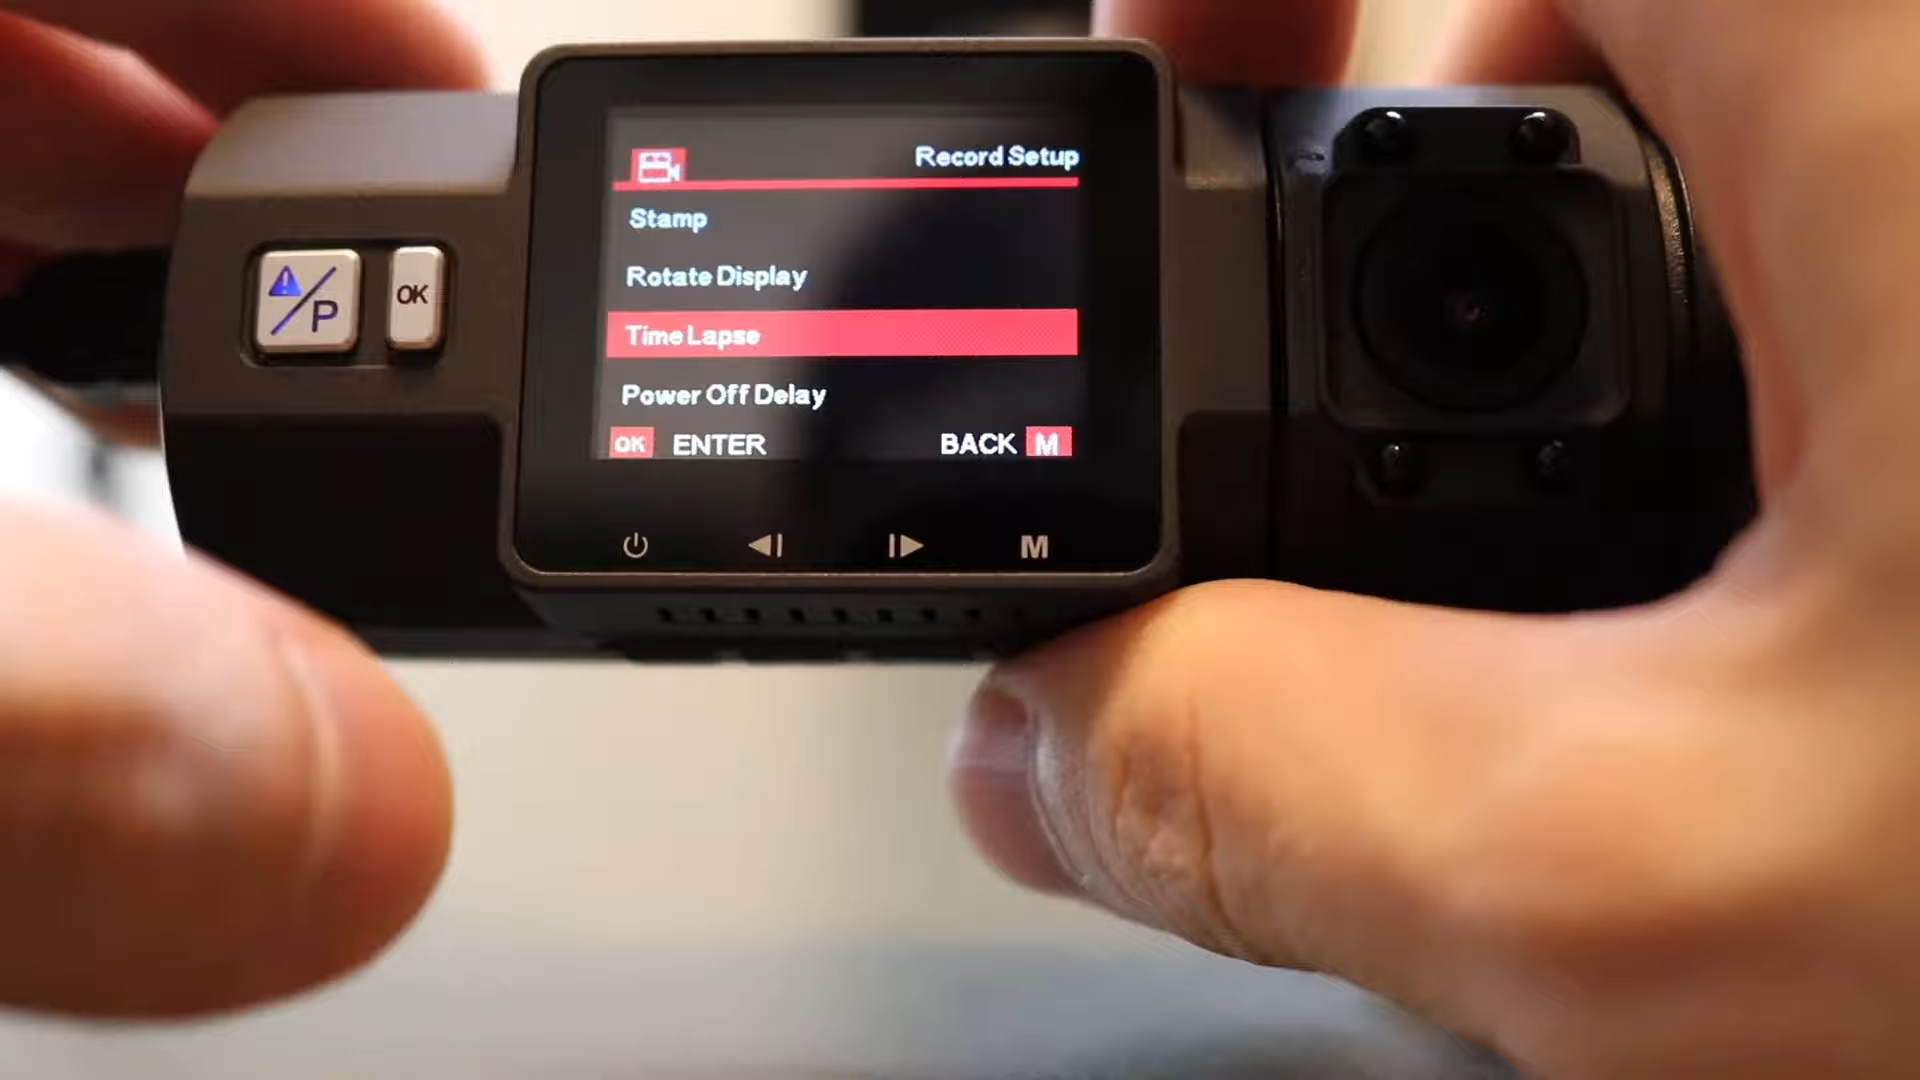 Record Setup
Stamp
Rotate Display
Time Lapse
Power Off Delay
OK ENTER BACK M
P OK
M